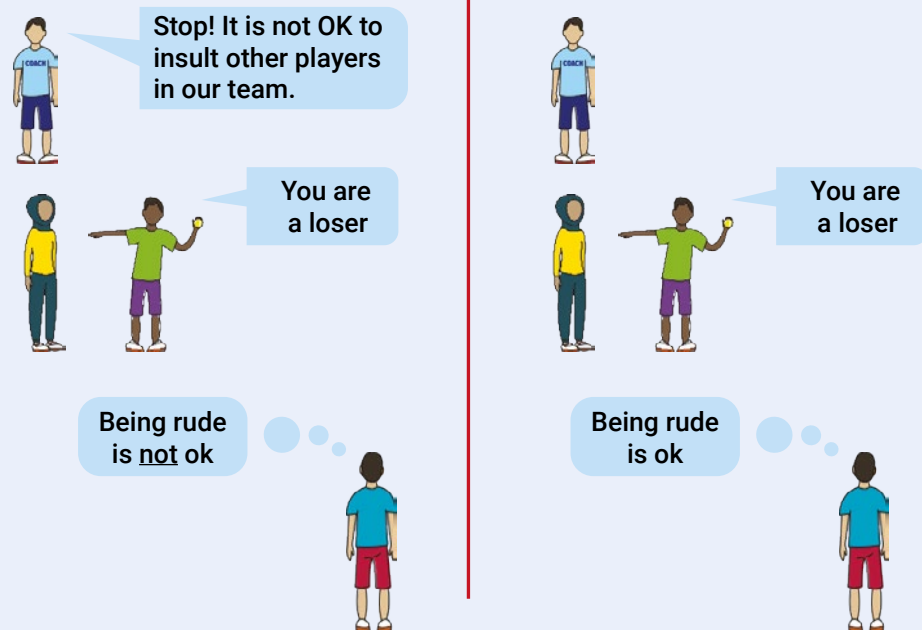 Stop! It is not OK to
insult other players
in our team.
COACH
You are
a loser
Being rude
is not ok
COACH
You are
a loser
Being rude
is ok